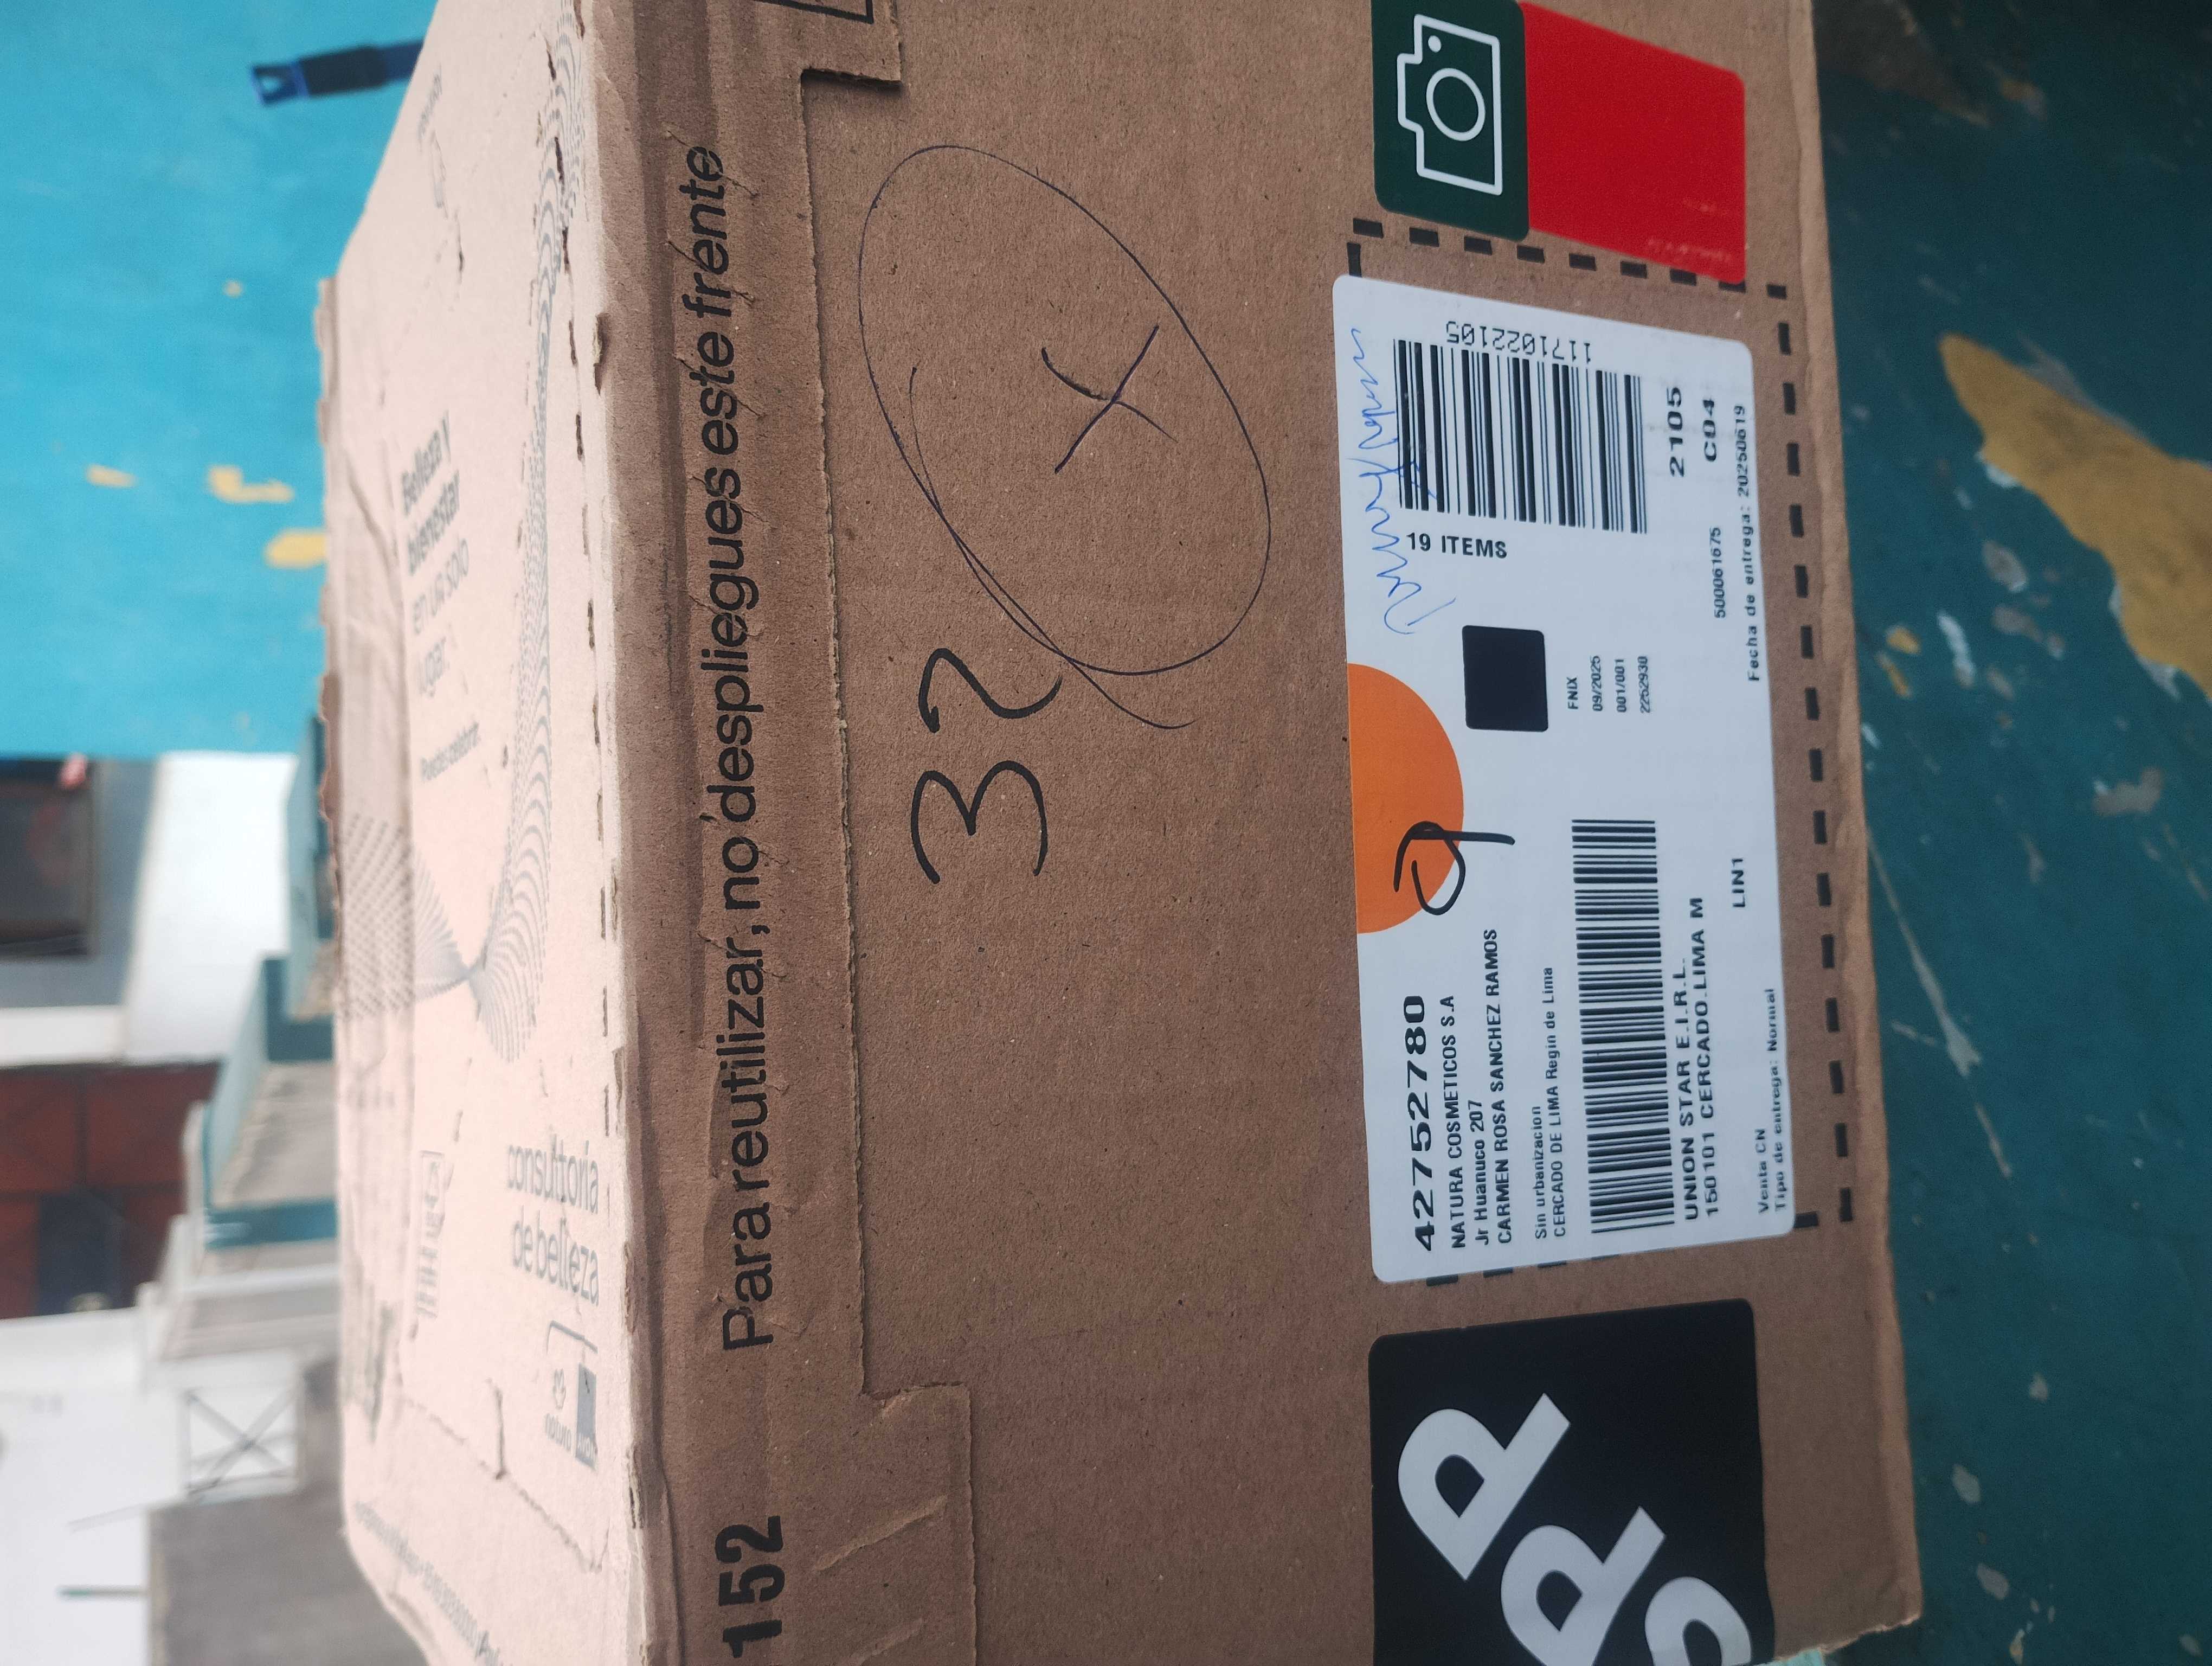 Belleza y
bienestar
en un solo
lugar.
consultoría
de belleza
natura
152
Para reutilizar, no despliegues este frente
32
X
42752780
NATURA COSMETICOS S.A
Jr Huanuco 207
CARMEN ROSA SANCHEZ RAMOS
Sin urbanizacion
CERCADO DE LIMA Regin de Lima
UNION STAR E.I.R.L.
150101 CERCADO.LIMA M
LIN1
Venta CN
Tipo de entrega: Normal
FNIX
09/2025
001/001
2252930
19 ITEMS
1171022105
2105
C04
500061675
Fecha de entrega: 20250619